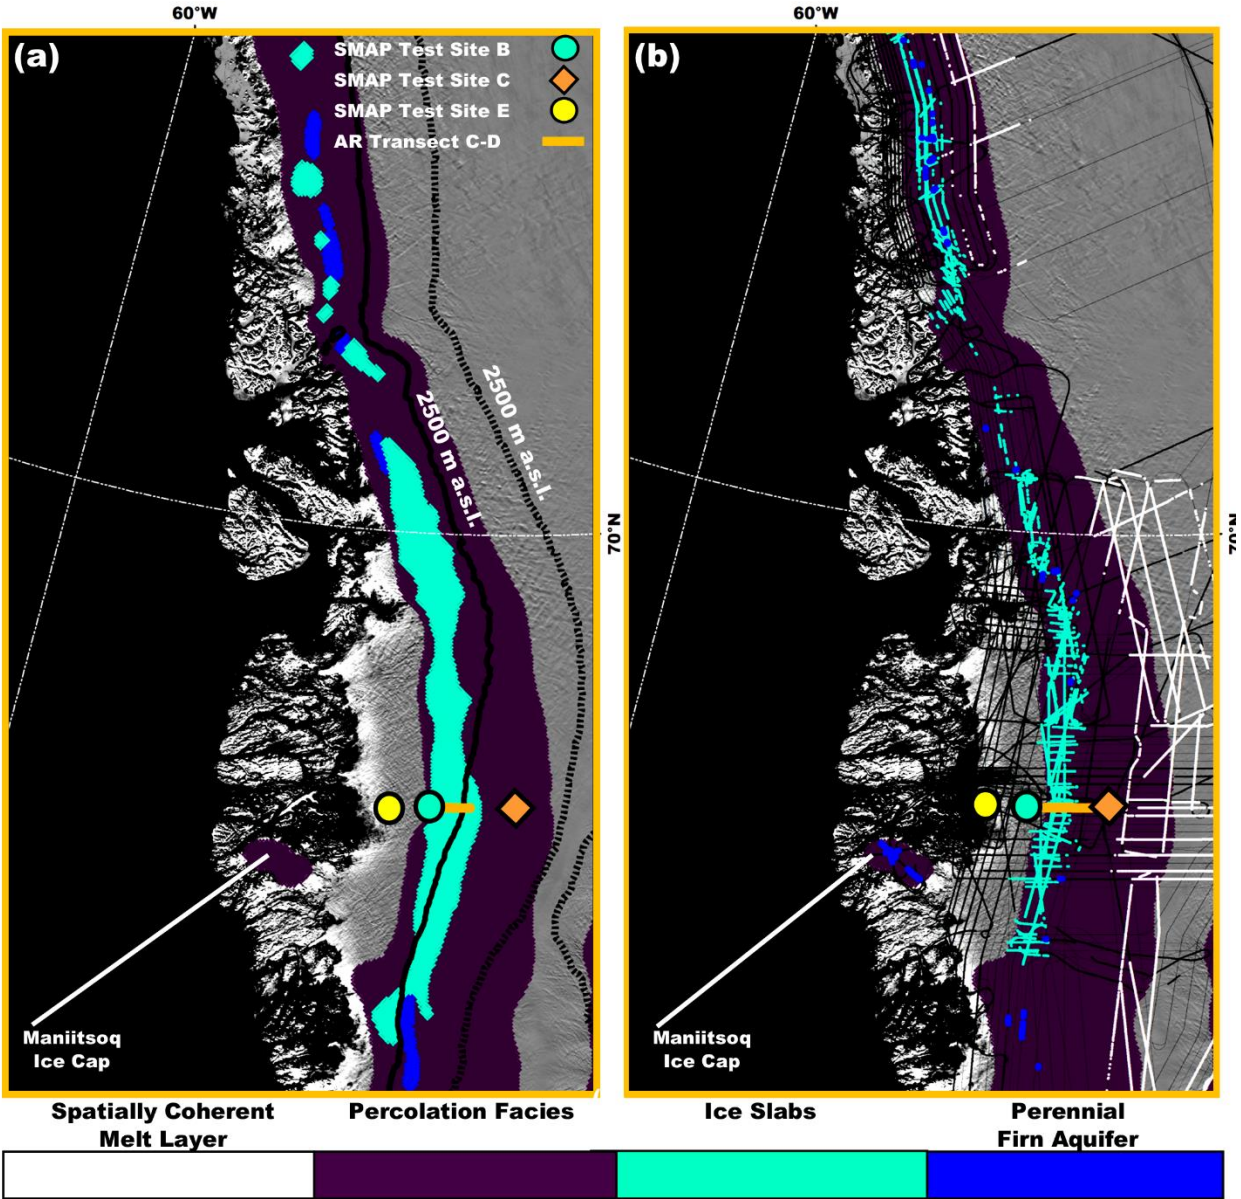 60°W
60°W
(a)
SMAP Test Site B
SMAP Test Site C
SMAP Test Site E
AR Transect C-D
2500 m a.s.l.
2500 m a.s.l.
70°N
Maniitsoq
Ice Cap
(b)
70°N
Maniitsoq
Ice Cap
Spatially Coherent
Melt Layer
Percolation Facies
Ice Slabs
Perennial
Firn Aquifer